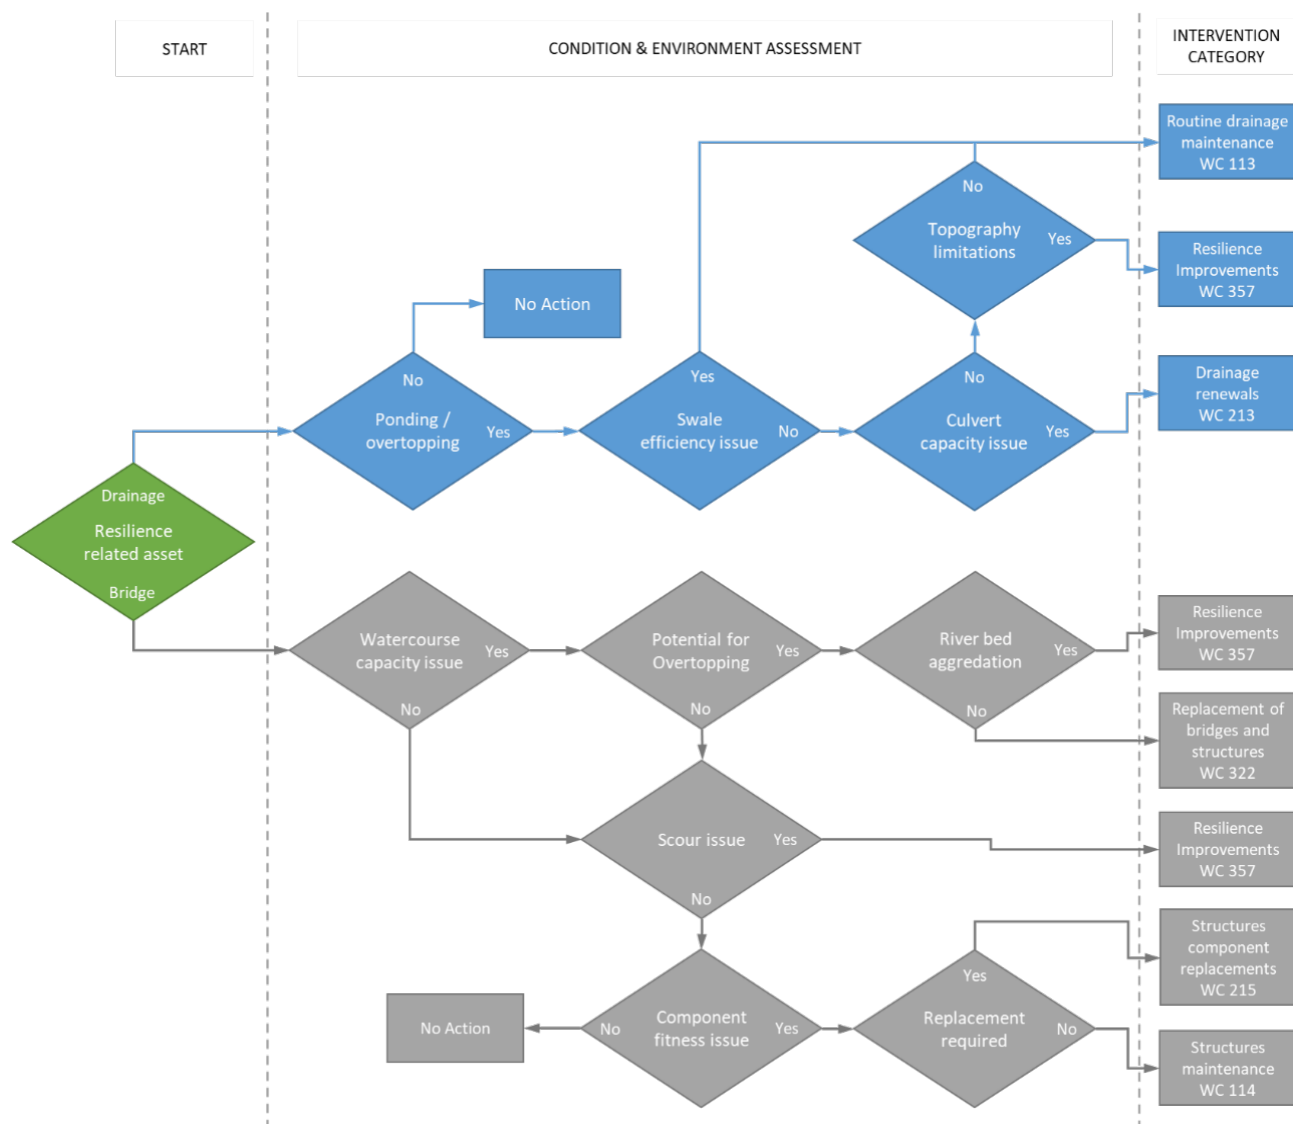 START
CONDITION & ENVIRONMENT ASSESSMENT
INTERVENTION
CATEGORY
Routine drainage
maintenance
WC 113
No
Topography
limitations
Yes
Resilience
Improvements
WC 357
No Action
No
Ponding /
overtopping
Yes
Yes
Swale
efficiency issue
No
No
Culvert
capacity issue
Yes
Drainage
renewals
WC 213
Drainage
Resilience
related asset
Bridge
Watercourse
capacity issue
Yes
No
Potential for
Overtopping
Yes
No
River bed
aggredation
Yes
No
Resilience
Improvements
WC 357
Replacement of
bridges and
structures
WC 322
Scour issue
Yes
No
Resilience
Improvements
WC 357
No Action
No
Component
fitness issue
Yes
Yes
Replacement
required
No
Structures
component
replacements
WC 215
Structures
maintenance
WC 114